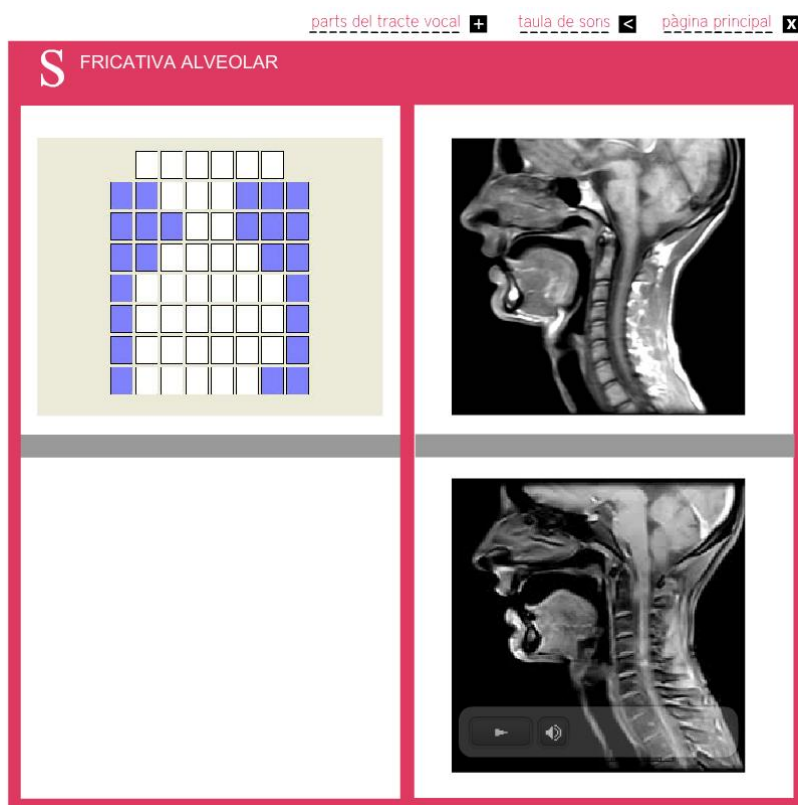 parts del tracte vocal +
taula de sons <
pàgina principal x
S FRICATIVA ALVEOLAR